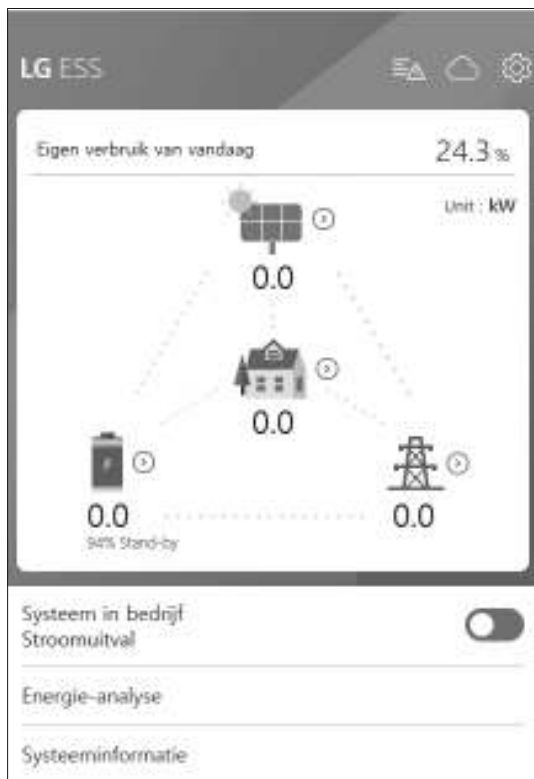 LG ESS
Eigen verbruik van vandaag 24.3 %
Unit : kW
0.0
0.0
0.0 0.0
94% Stand-by
Systeem in bedrijf
Stroomuitval
Energie-analyse
Systeeminformatie